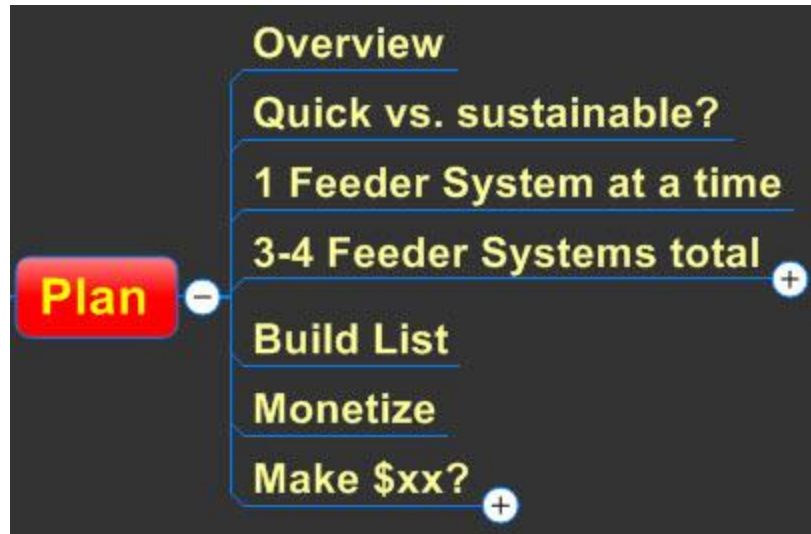 Overview
Quick vs. sustainable?
1 Feeder System at a time
3-4 Feeder Systems total
Plan
Build List
Monetize
Make $xx?